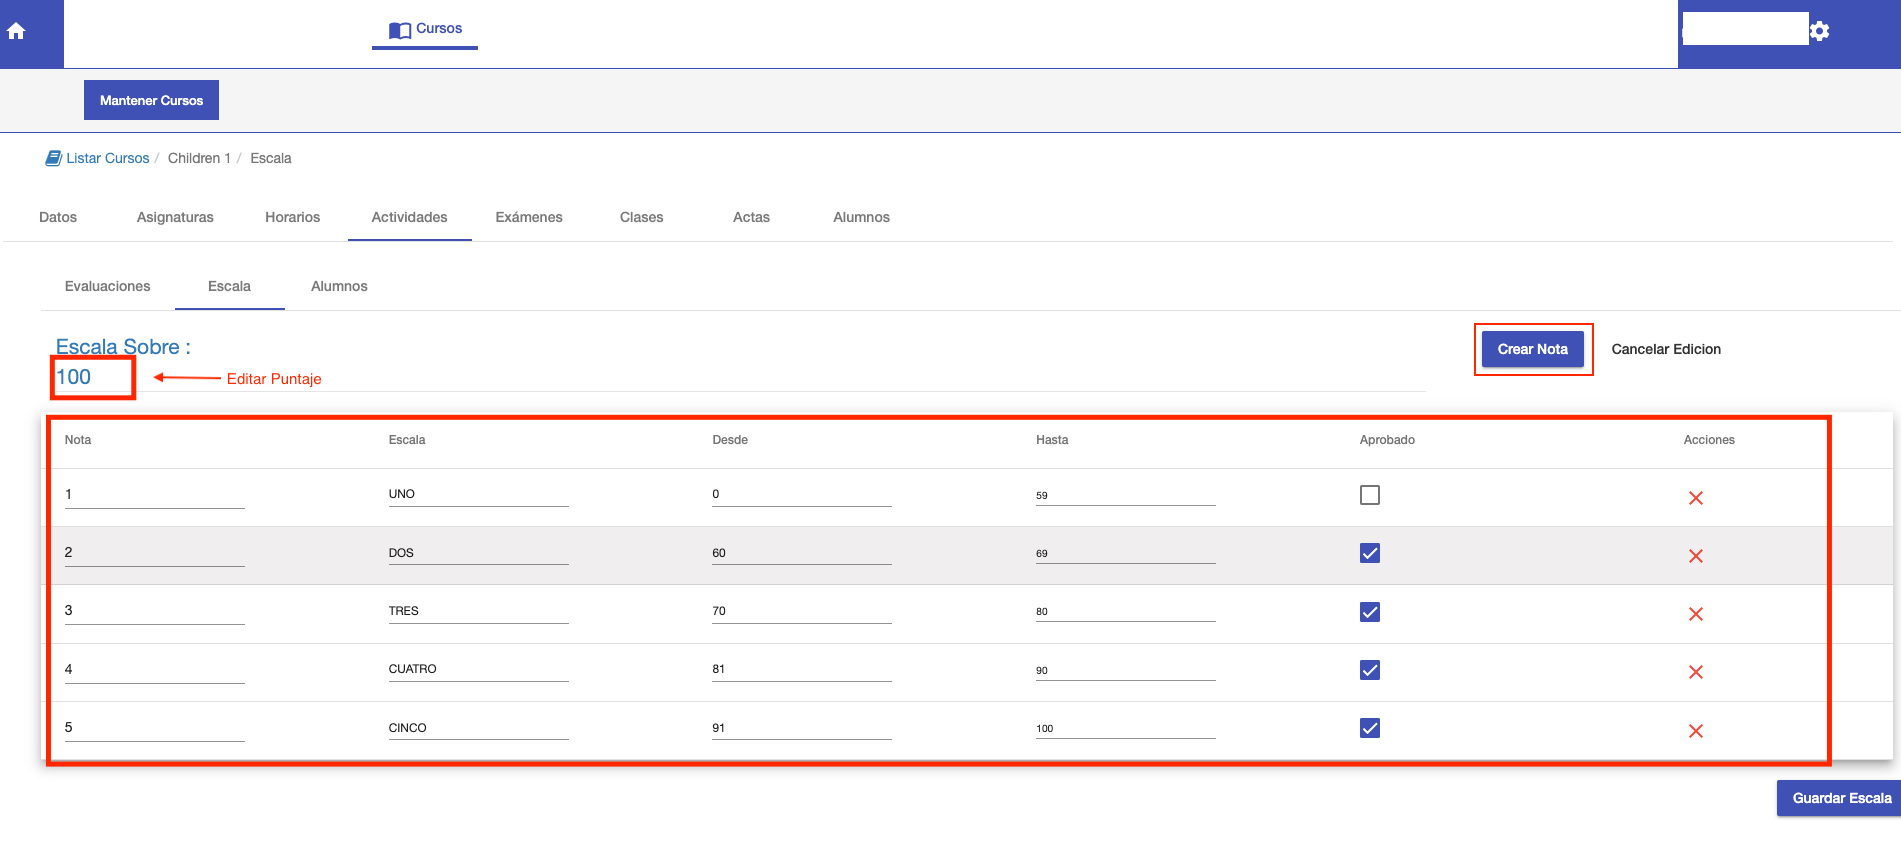 Cursos
Mantener Cursos
Listar Cursos / Children 1 / Escala
Datos Asignaturas Horarios Actividades Exámenes Clases Actas Alumnos
Evaluaciones Escala Alumnos
Escala Sobre :
100
Editar Puntaje
Crear Nota Cancelar Edicion
Nota Escala Desde Hasta Aprobado Acciones
1 UNO 0 59
2 DOS 60 69
3 TRES 70 80
4 CUATRO 81 90
5 CINCO 91 100
Guardar Escala